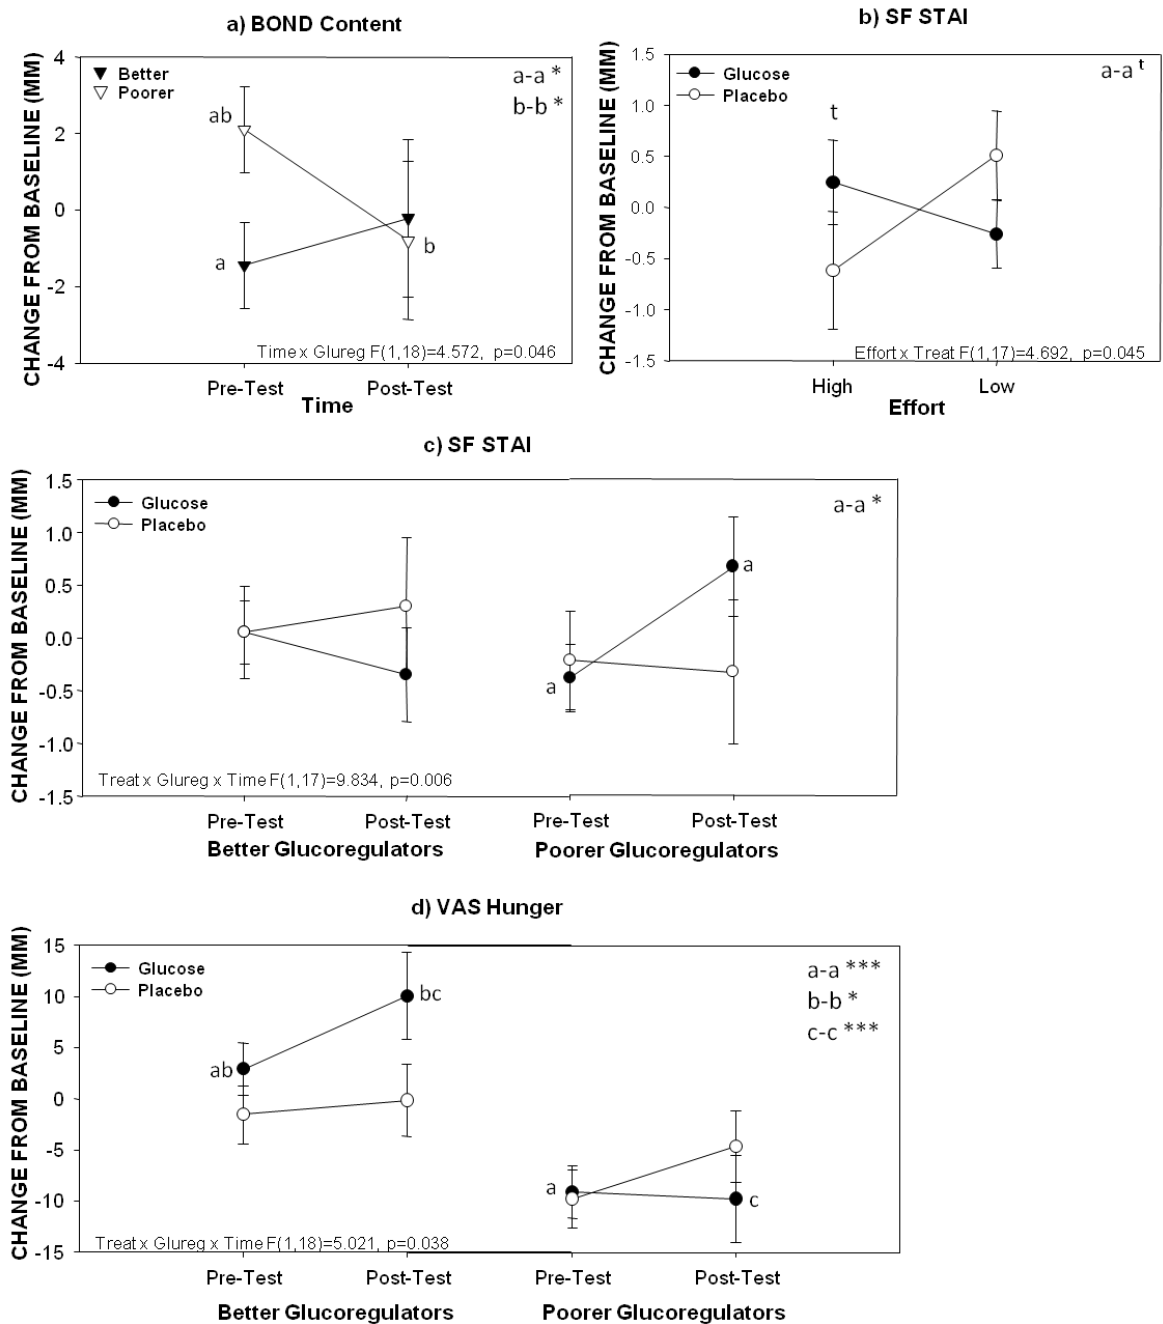 a) BOND Content
CHANGE FROM BASELINE (MM)
4
2
0
-2
-4
Better
Poorer
a-a *
b-b *
ab
a
b
Time x Glureg F(1,18)=4.572, p=0.046
Pre-Test
Post-Test
Time
b) SF STAI
CHANGE FROM BASELINE (MM)
1.5
1.0
0.5
0.0
-0.5
-1.0
-1.5
Glucose
Placebo
a-a t
t
Effort x Treat F(1,17)=4.692, p=0.045
High
Low
Effort
c) SF STAI
CHANGE FROM BASELINE (MM)
1.5
1.0
0.5
0.0
-0.5
-1.0
-1.5
Glucose
Placebo
a-a *
a
a
Treat x Glureg x Time F(1,17)=9.834, p=0.006
Pre-Test
Post-Test
Pre-Test
Post-Test
Better Glucoregulators
Poorer Glucoregulators
d) VAS Hunger
CHANGE FROM BASELINE (MM)
15
10
5
0
-5
-10
-15
Glucose
Placebo
a-a ***
b-b *
c-c ***
ab
bc
a
c
Treat x Glureg x Time F(1,18)=5.021, p=0.038
Pre-Test
Post-Test
Pre-Test
Post-Test
Better Glucoregulators
Poorer Glucoregulators